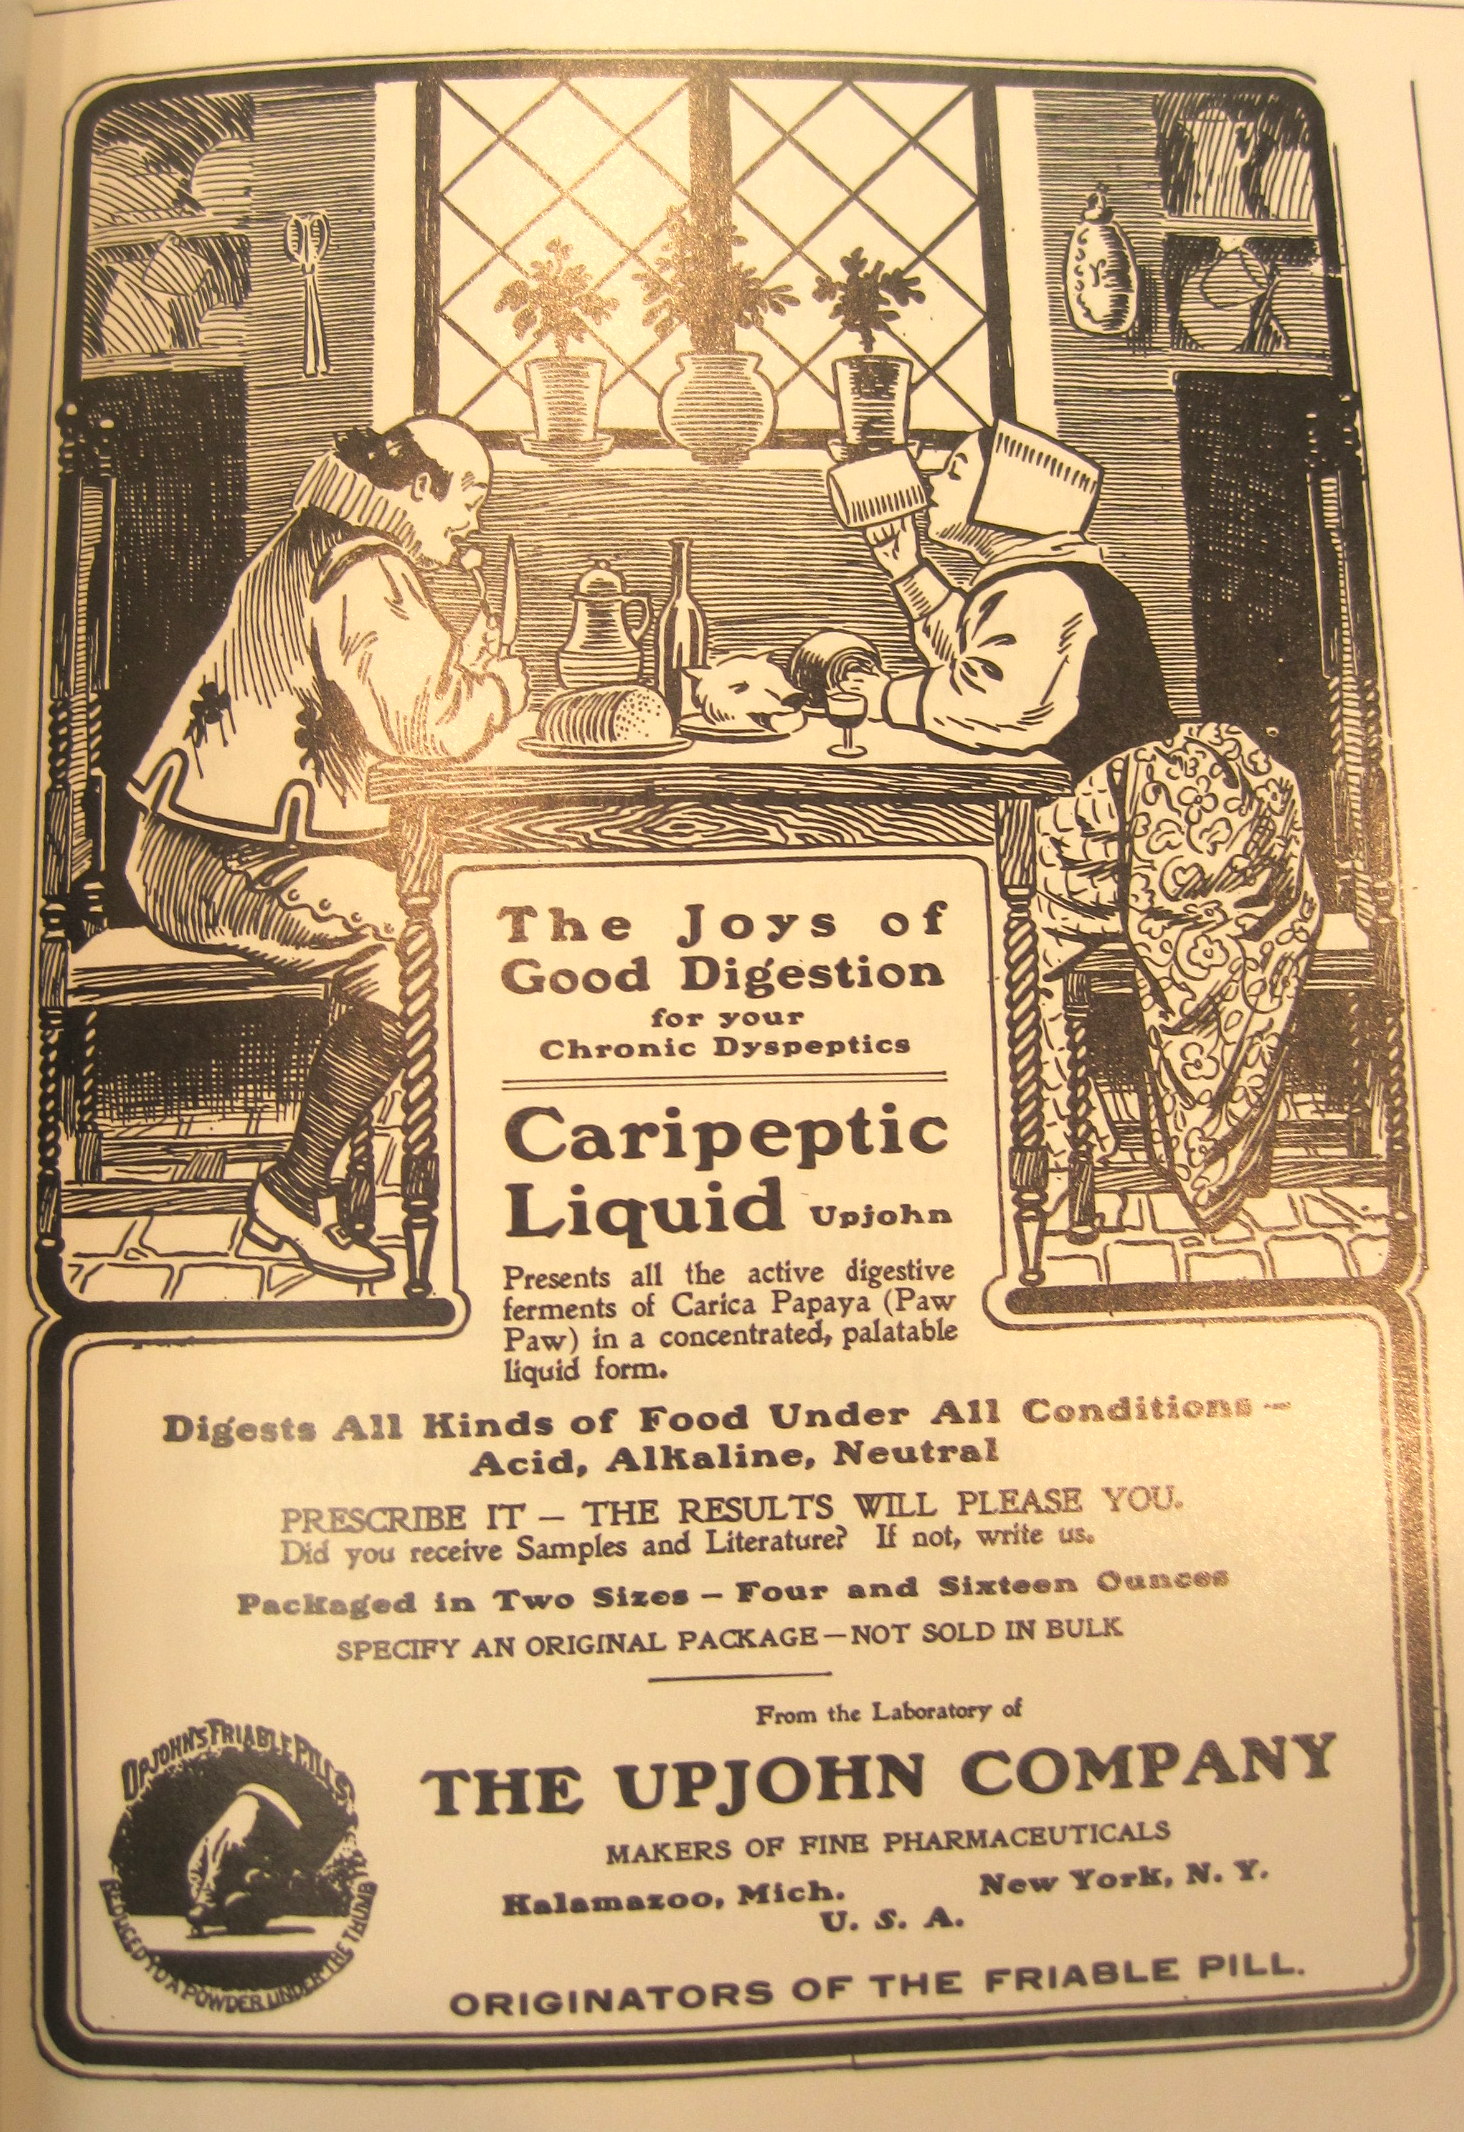 The Joys of
Good Digestion
for your
Chronic Dyspeptics
Caripeptic
Liquid Upjohn
Presents all the active digestive
ferments of Carica Papaya (Paw
Paw) in a concentrated, palatable
liquid form.
Digests All Kinds of Food Under All Conditions—
Acid, Alkaline, Neutral
PRESCRIBE IT — THE RESULTS WILL PLEASE YOU.
Did you receive Samples and Literature? If not, write us.
Packaged in Two Sizes — Four and Sixteen Ounces
SPECIFY AN ORIGINAL PACKAGE—NOT SOLD IN BULK
From the Laboratory of
THE UPJOHN COMPANY
MAKERS OF FINE PHARMACEUTICALS
Kalamazoo, Mich. New York, N. Y.
U. S. A.
ORIGINATORS OF THE FRIABLE PILL.
UPJOHN'S FRIABLE PILLS
REDUCED TO A POWDER UNDER THE THUMB